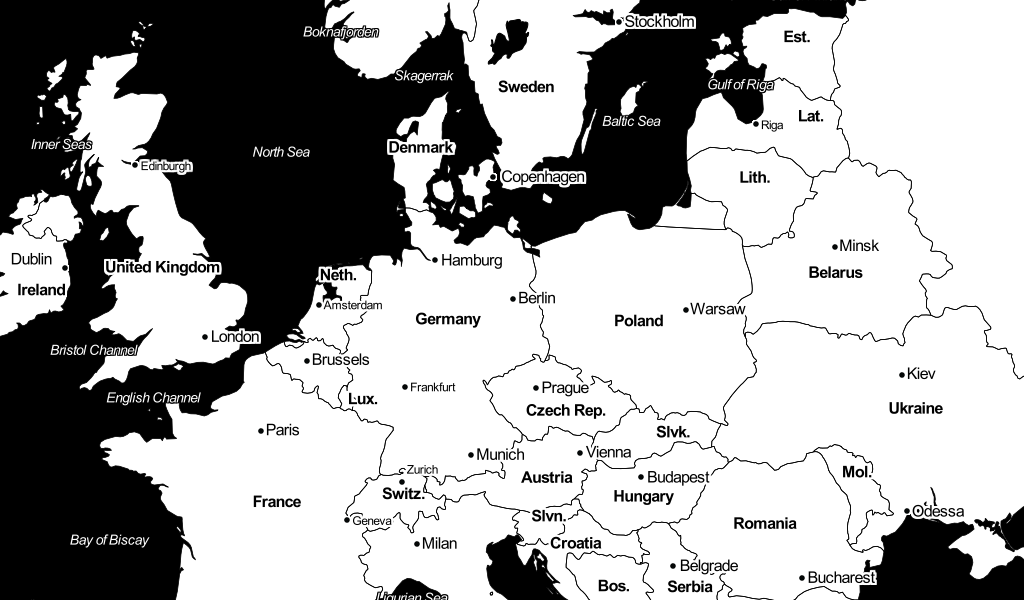 Stockholm
Boknafjorden
Est.
Skagerrak
Sweden
Gulf of Riga
Lat.
Baltic Sea
Riga
Inner Seas
North Sea
Denmark
Edinburgh
Copenhagen
Lith.
Minsk
Dublin
United Kingdom
Hamburg
Belarus
Neth.
Ireland
Amsterdam
Berlin
Warsaw
Germany
Poland
London
Bristol Channel
Brussels
Kiev
Frankfurt
Prague
English Channel
Lux.
Czech Rep.
Ukraine
Paris
Slvk.
Munich
Vienna
Zurich
Mol.
Austria
Budapest
Switz.
Hungary
France
Odessa
Geneva
Slvn.
Romania
Bay of Biscay
Milan
Croatia
Belgrade
Bucharest
Bos.
Serbia
Ligurian Sea